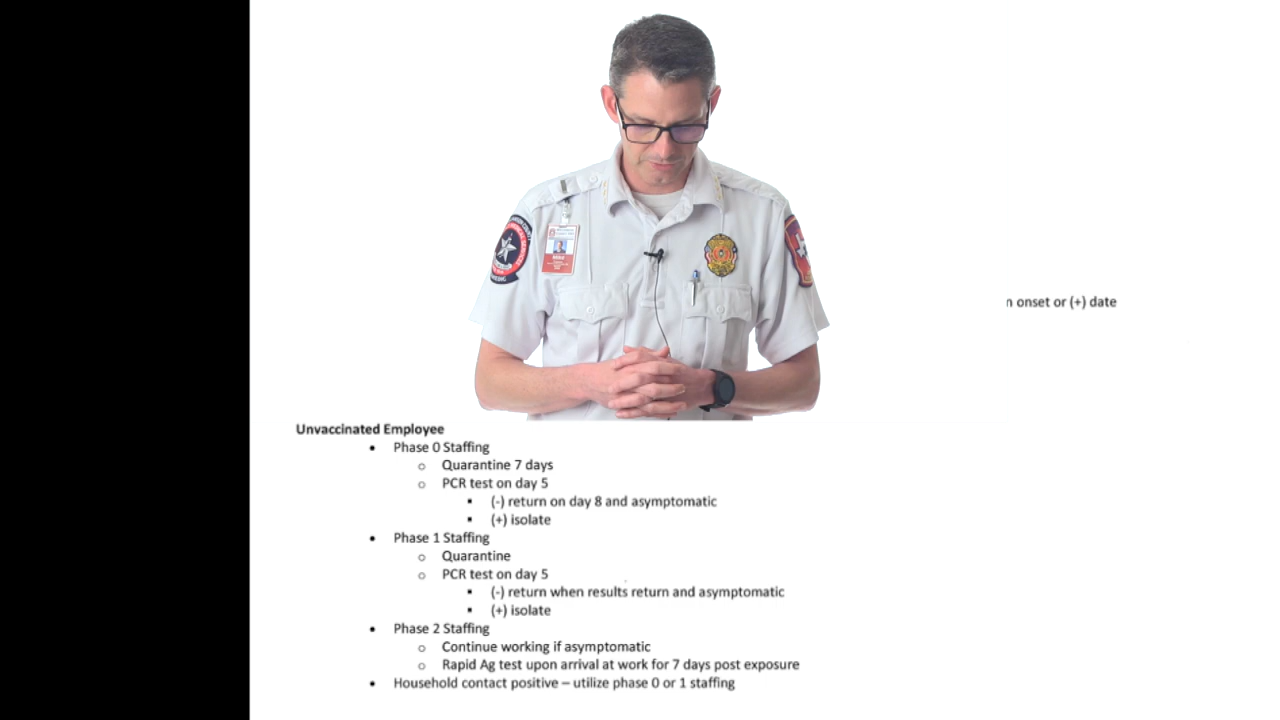 n onset or (+) date
Unvaccinated Employee
• Phase 0 Staffing
o Quarantine 7 days
o PCR test on day 5
▪ (-) return on day 8 and asymptomatic
▪ (+) isolate
• Phase 1 Staffing
o Quarantine
o PCR test on day 5
▪ (-) return when results return and asymptomatic
▪ (+) isolate
• Phase 2 Staffing
o Continue working if asymptomatic
o Rapid Ag test upon arrival at work for 7 days post exposure
• Household contact positive – utilize phase 0 or 1 staffing